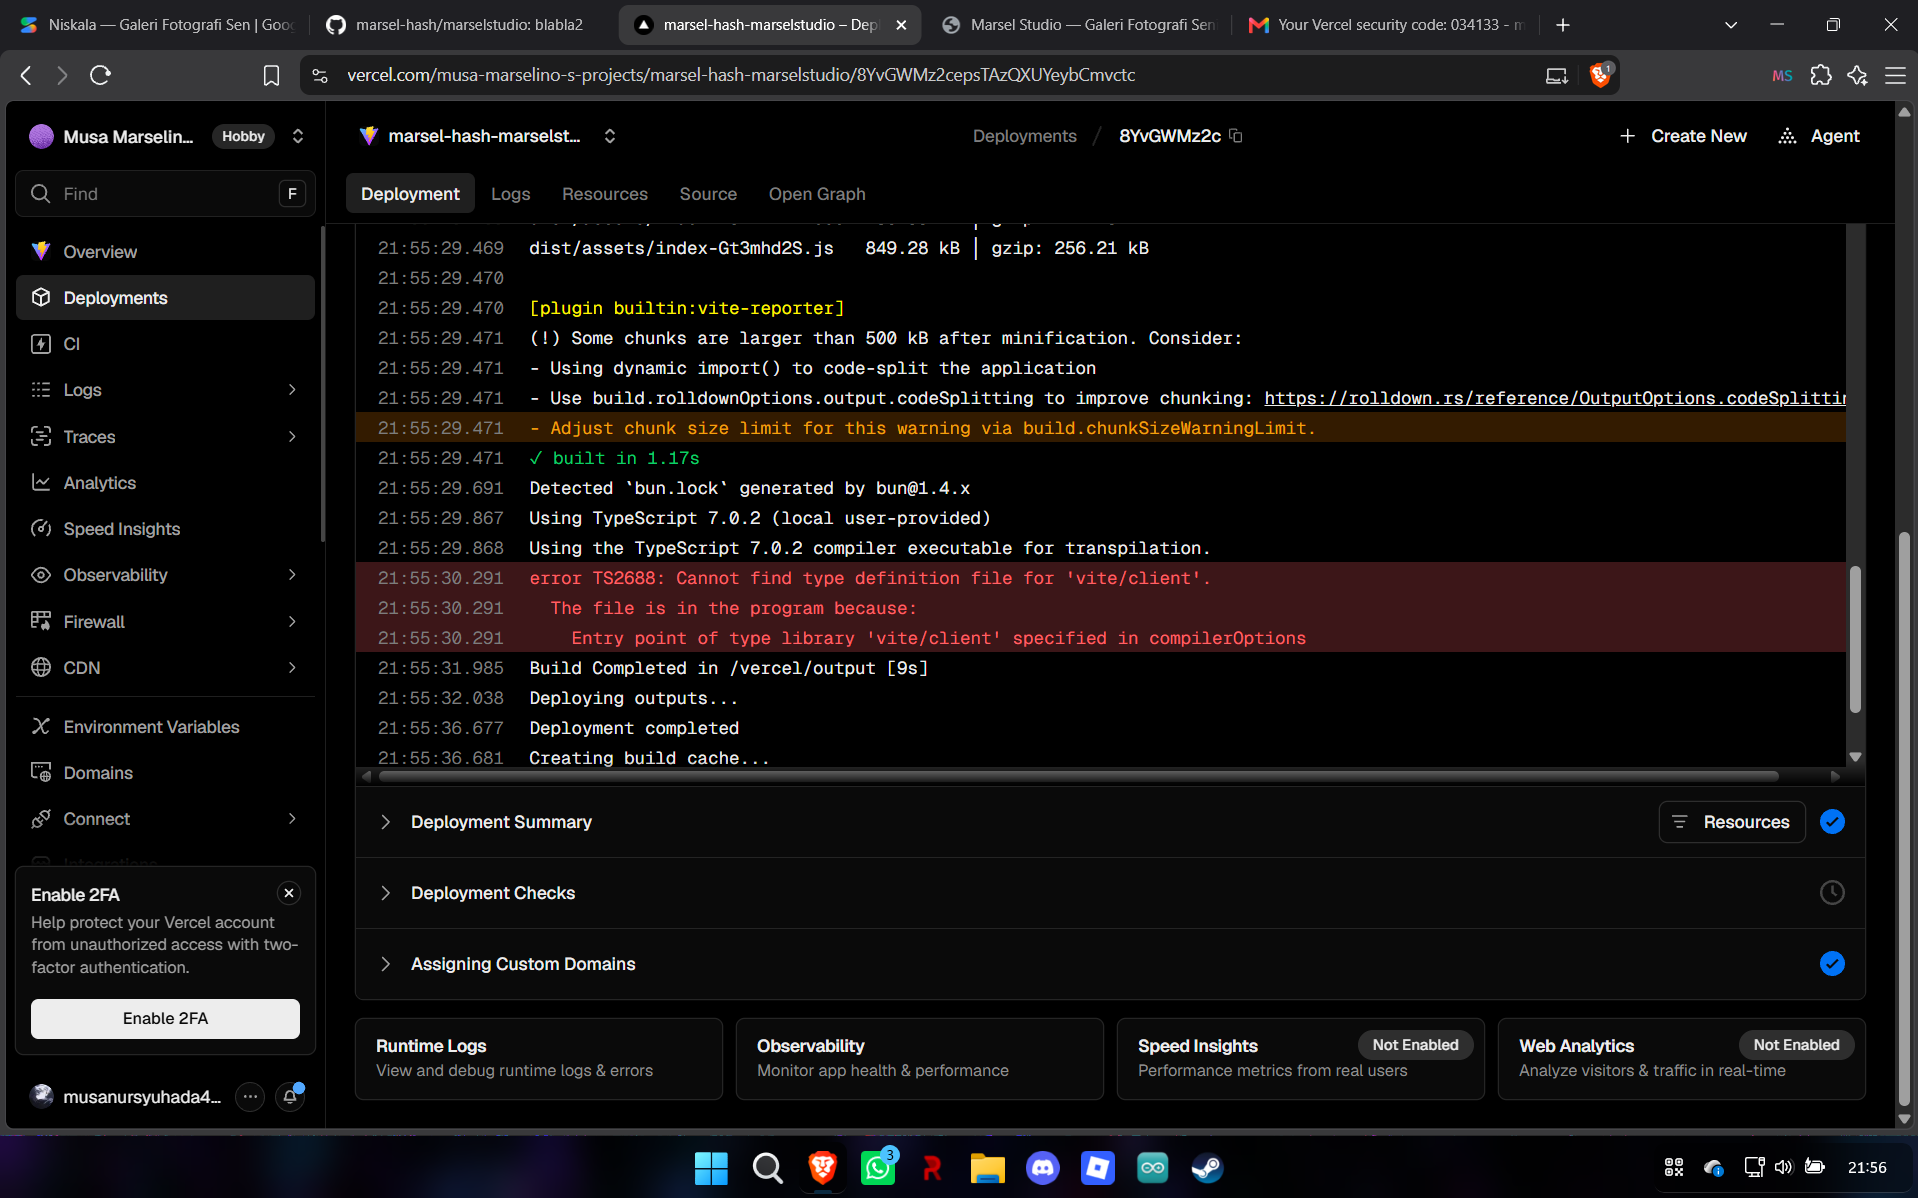 Niskala — Galeri Fotografi Sen | Goog
marsel-hash/marselstudio: blabla2
marsel-hash-marselstudio – Dep
Marsel Studio — Galeri Fotografi Sen
Your Vercel security code: 034133 - m
vercel.com/musa-marselino-s-projects/marsel-hash-marselstudio/8YvGWMz2cepsTAzQXUYeybCmvctc
1
MS
Musa Marselin...
Hobby
marsel-hash-marselst...
Deployments / 8YvGWMz2c
Create New
Agent
Find
F
Deployment
Logs
Resources
Source
Open Graph
Overview
Deployments
CI
Logs
Traces
Analytics
Speed Insights
Observability
Firewall
CDN
Environment Variables
Domains
Connect
Integrations
Enable 2FA
Help protect your Vercel account
from unauthorized access with two-
factor authentication.
Enable 2FA
musanursyuhada4...
21:55:29.469 dist/assets/index-Gt3mhd2S.js 849.28 kB │ gzip: 256.21 kB
21:55:29.470
21:55:29.470 [plugin builtin:vite-reporter]
21:55:29.471 (!) Some chunks are larger than 500 kB after minification. Consider:
21:55:29.471 - Using dynamic import() to code-split the application
21:55:29.471 - Use build.rolldownOptions.output.codeSplitting to improve chunking: https://rolldown.rs/reference/OutputOptions.codeSplittin
21:55:29.471 - Adjust chunk size limit for this warning via build.chunkSizeWarningLimit.
21:55:29.471 ✓ built in 1.17s
21:55:29.691 Detected `bun.lock` generated by bun@1.4.x
21:55:29.867 Using TypeScript 7.0.2 (local user-provided)
21:55:29.868 Using the TypeScript 7.0.2 compiler executable for transpilation.
21:55:30.291 error TS2688: Cannot find type definition file for 'vite/client'.
21:55:30.291 The file is in the program because:
21:55:30.291 Entry point of type library 'vite/client' specified in compilerOptions
21:55:31.985 Build Completed in /vercel/output [9s]
21:55:32.038 Deploying outputs...
21:55:36.677 Deployment completed
21:55:36.681 Creating build cache...
Deployment Summary
Resources
Deployment Checks
Assigning Custom Domains
Runtime Logs
View and debug runtime logs & errors
Observability
Monitor app health & performance
Speed Insights
Not Enabled
Performance metrics from real users
Web Analytics
Not Enabled
Analyze visitors & traffic in real-time
3
21:56